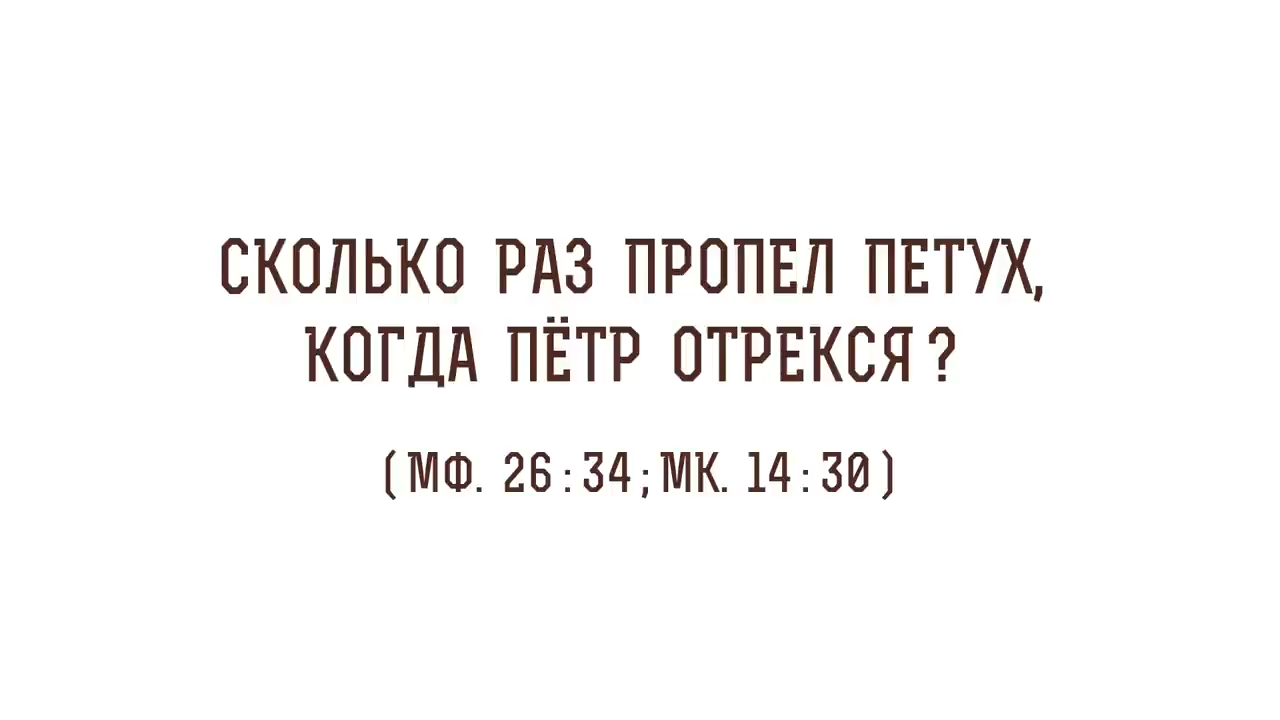 СКОЛЬКО РАЗ ПРОПЕЛ ПЕТУХ,
КОГДА ПЁТР ОТРЕКСЯ?
(МФ. 26:34; МК. 14:30)